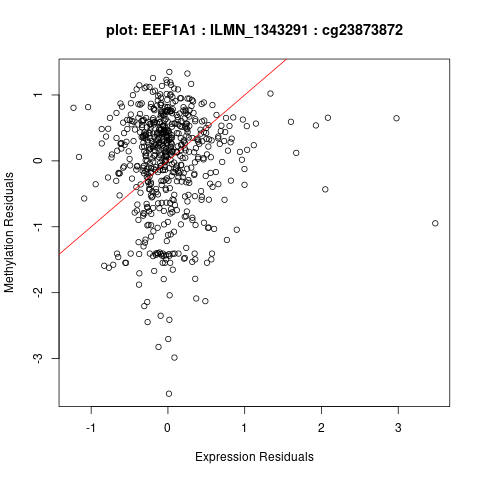 plot: EEF1A1 : ILMN_1343291 : cg23873872
Methylation Residuals
1
0
-1
-2
-3
-1 0 1 2 3
Expression Residuals